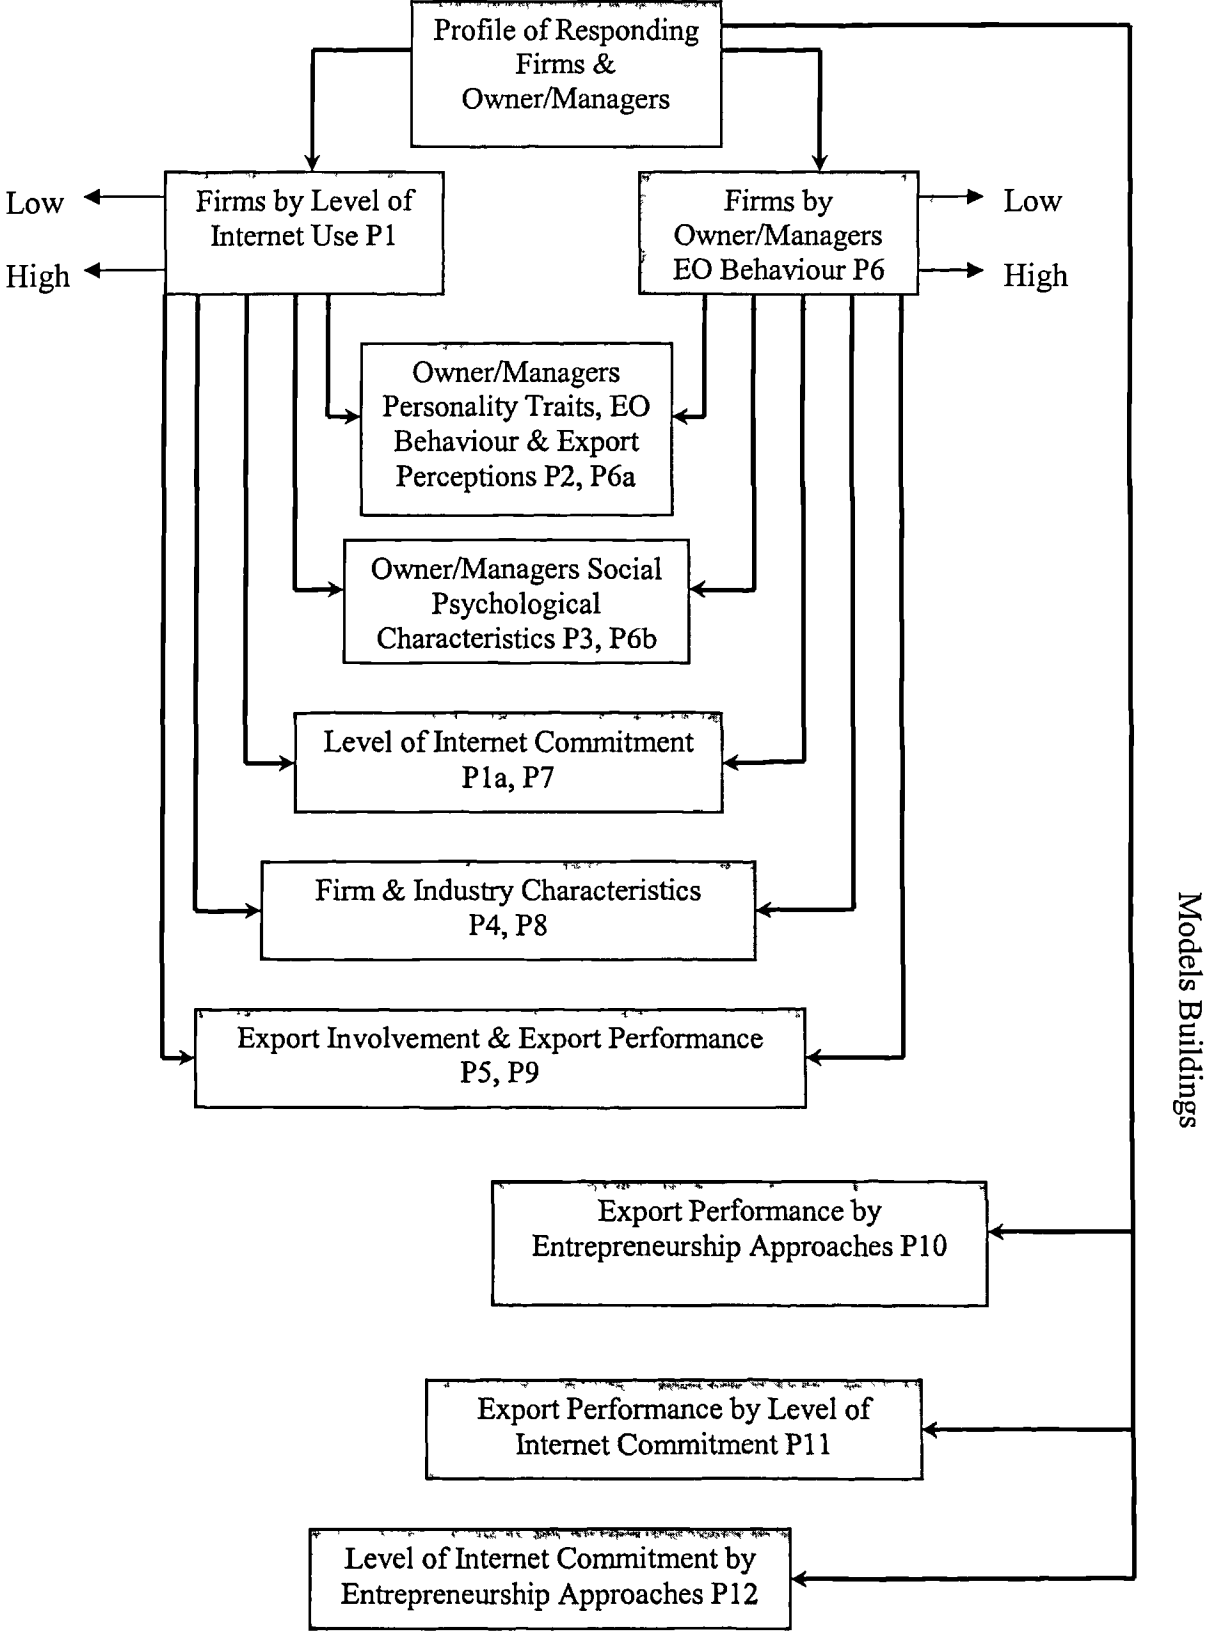 Profile of Responding
Firms &
Owner/Managers
Low
High
Firms by Level of
Internet Use P1
Firms by
Owner/Managers
EO Behaviour P6
Low
High
Owner/Managers
Personality Traits, EO
Behaviour & Export
Perceptions P2, P6a
Owner/Managers Social
Psychological
Characteristics P3, P6b
Level of Internet Commitment
P1a, P7
Firm & Industry Characteristics
P4, P8
Export Involvement & Export Performance
P5, P9
Models Buildings
Export Performance by
Entrepreneurship Approaches P10
Export Performance by Level of
Internet Commitment P11
Level of Internet Commitment by
Entrepreneurship Approaches P12